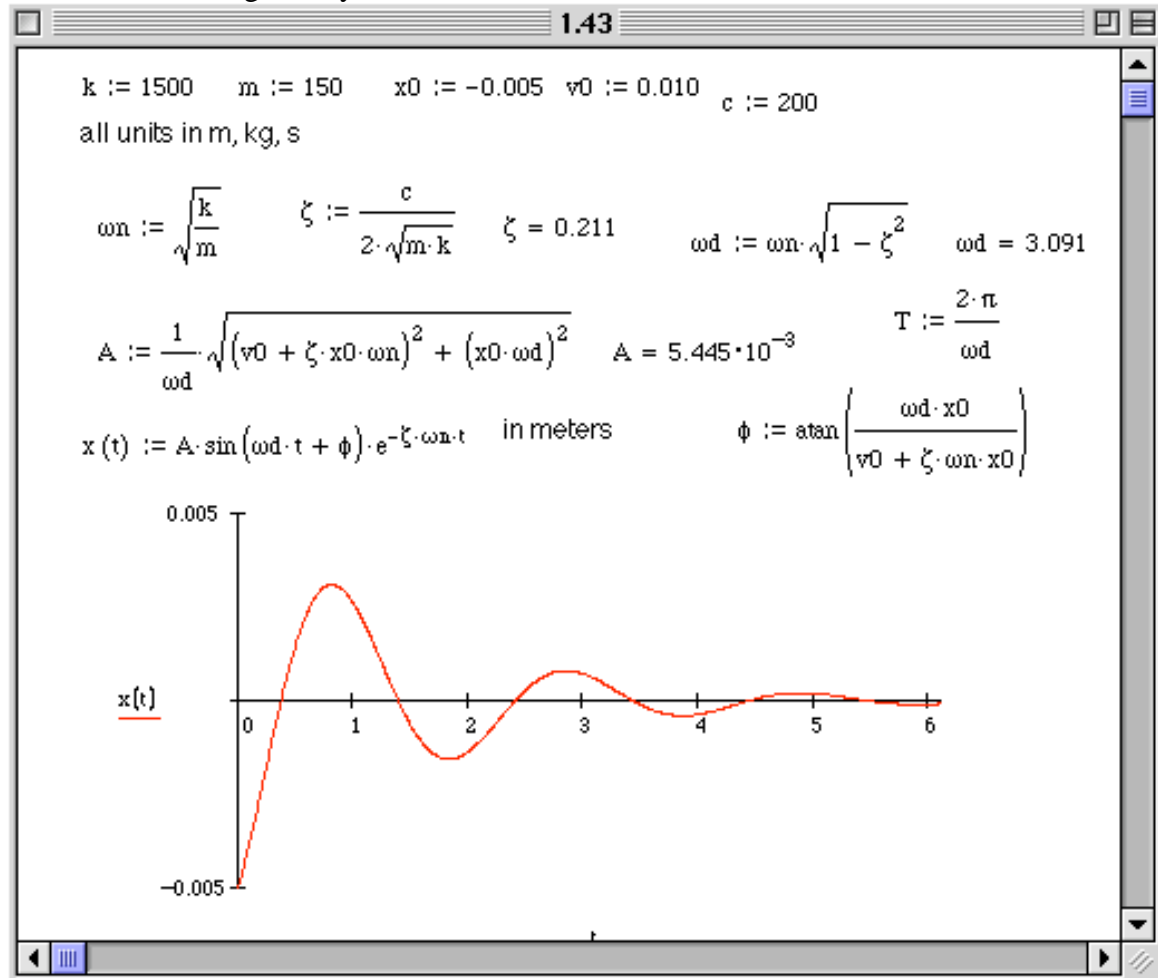 1.43
k := 1500 m := 150 x0 := -0.005 v0 := 0.010 c := 200
all units in m, kg, s
ωn := √(k/m) ζ := c/(2·√(m·k)) ζ = 0.211 ωd := ωn·√(1 − ζ²) ωd = 3.091
A := 1/ωd·√((v0 + ζ·x0·ωn)² + (x0·ωd)²) A = 5.445·10⁻³ T := 2·π/ωd
x (t) := A·sin(ωd·t + ϕ)·e^(−ζ·ωn·t) in meters ϕ := atan(ωd·x0/(v0 + ζ·ωn·x0))
0.005
x(t)
0 1 2 3 4 5 6
−0.005